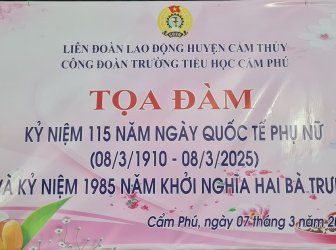 LIÊN ĐOÀN LAO ĐỘNG HUYỆN CẨM THỦY
CÔNG ĐOÀN TRƯỜNG TIỂU HỌC CẨM PHÚ
TỌA ĐÀM
KỶ NIỆM 115 NĂM NGÀY QUỐC TẾ PHỤ NỮ
(08/3/1910 - 08/3/2025)
VÀ KỶ NIỆM 1985 NĂM KHỞI NGHĨA HAI BÀ
Cẩm Phú, ngày 07 tháng 3 năm